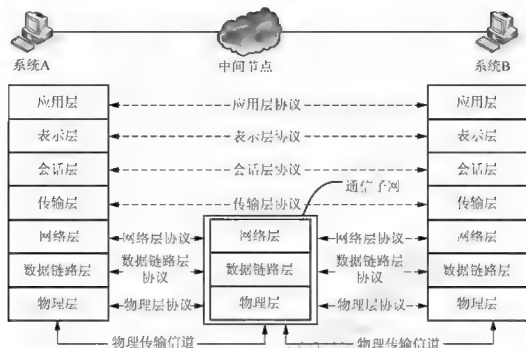 系统A
中间节点
系统B
应用层
应用层协议
应用层
表示层
表示层协议
表示层
会话层
会话层协议
会话层
通信子网
传输层
传输层协议
传输层
网络层
网络层协议
网络层
网络层协议
网络层
数据链路层
数据链路层
协议
数据链路层
数据链路层
协议
数据链路层
物理层
物理层协议
物理层
物理层协议
物理层
物理传输信道
物理传输信道